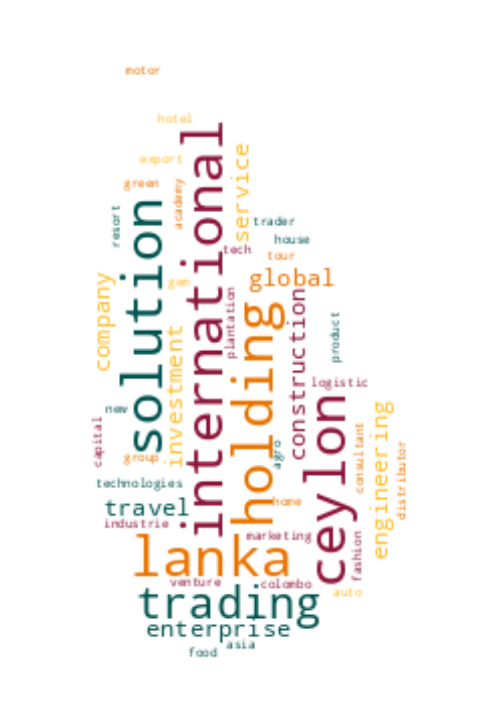 motor
hotel
export
green
academy
international
service
solution
resort
trader
house
tech
tour
global
company
gem
plantation
construction
holding
investment
product
logistic
ceylon
new
capital
group
agro
consultant
engineering
distributor
technologies
travel
home
industrie
marketing
lanka
fashion
venture
colombo
auto
trading
enterprise
asia
food